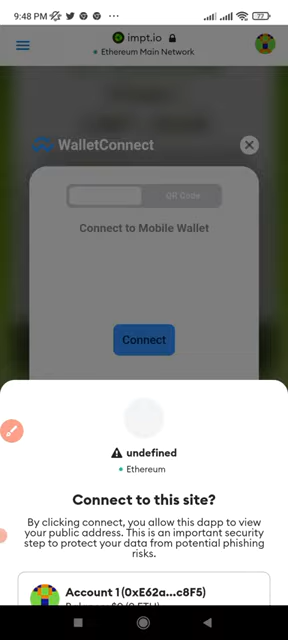 9:48 PM
77
impt.io
Ethereum Main Network
WalletConnect
QR Code
Connect to Mobile Wallet
Connect
undefined
Ethereum
Connect to this site?
By clicking connect, you allow this dapp to view
your public address. This is an important security
step to protect your data from potential phishing
risks.
Account 1 (0xE62a...c8F5)